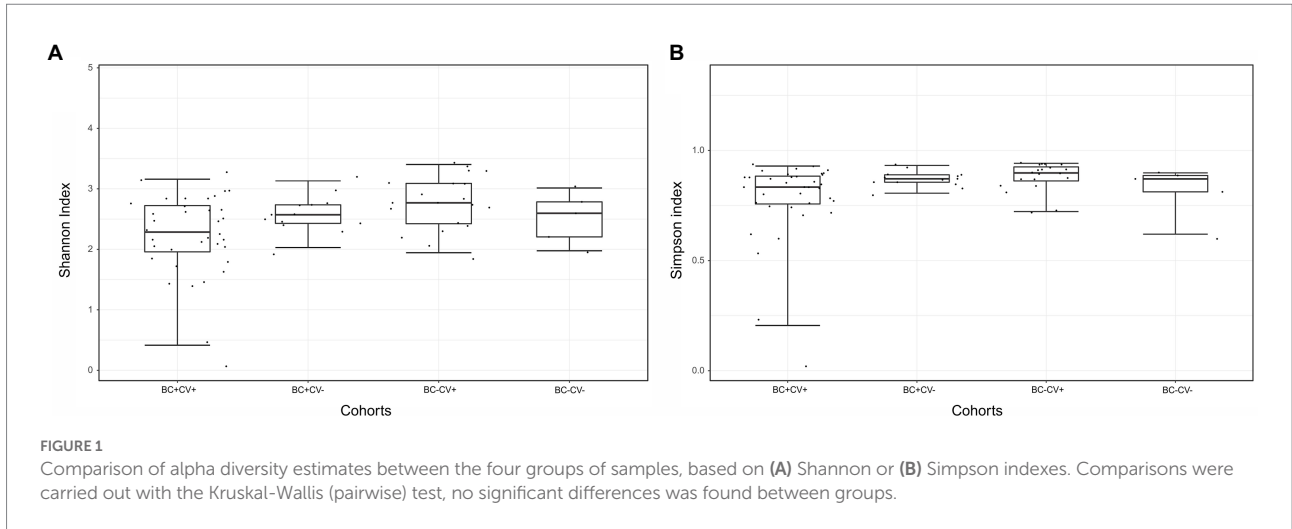 A
B
5
4
3
2
1
0
Shannon Index
BC+CV+
BC+CV-
BC-CV+
BC-CV-
Cohorts
1.0
0.5
0.0
Simpson index
BC+CV+
BC+CV-
BC-CV+
BC-CV-
Cohorts
FIGURE 1
Comparison of alpha diversity estimates between the four groups of samples, based on (A) Shannon or (B) Simpson indexes. Comparisons were
carried out with the Kruskal-Wallis (pairwise) test, no significant differences was found between groups.